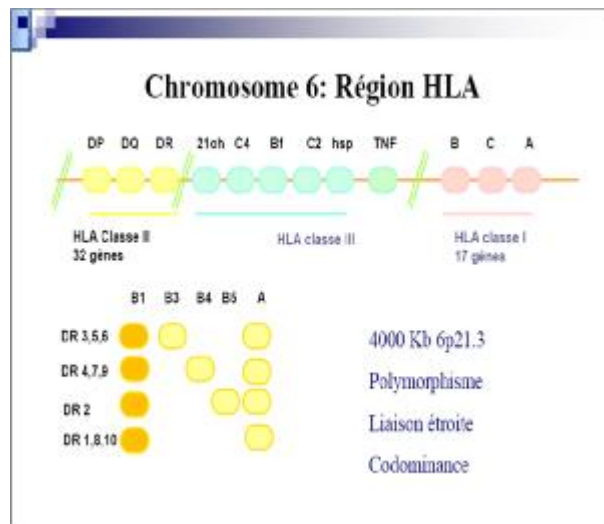 Chromosome 6: Région HLA
DP DQ DR 21oh C4 Bf C2 hsp TNF B C A
HLA Classe II
32 gènes
HLA classe III
HLA classe I
17 gènes
B1 B3 B4 B5 A
DR 3,5,6
DR 4,7,9
DR 2
DR 1,8,10
4000 Kb 6p21.3
Polymorphisme
Liaison étroite
Codominance